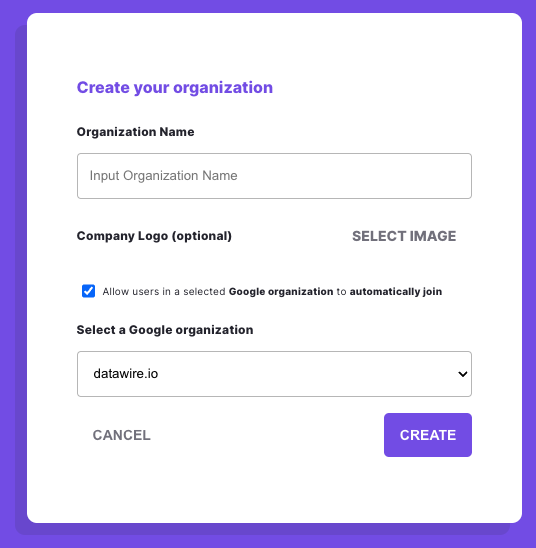 Create your organization
Organization Name
Input Organization Name
Company Logo (optional)
SELECT IMAGE
Allow users in a selected Google organization to automatically join
Select a Google organization
datawire.io
CANCEL
CREATE